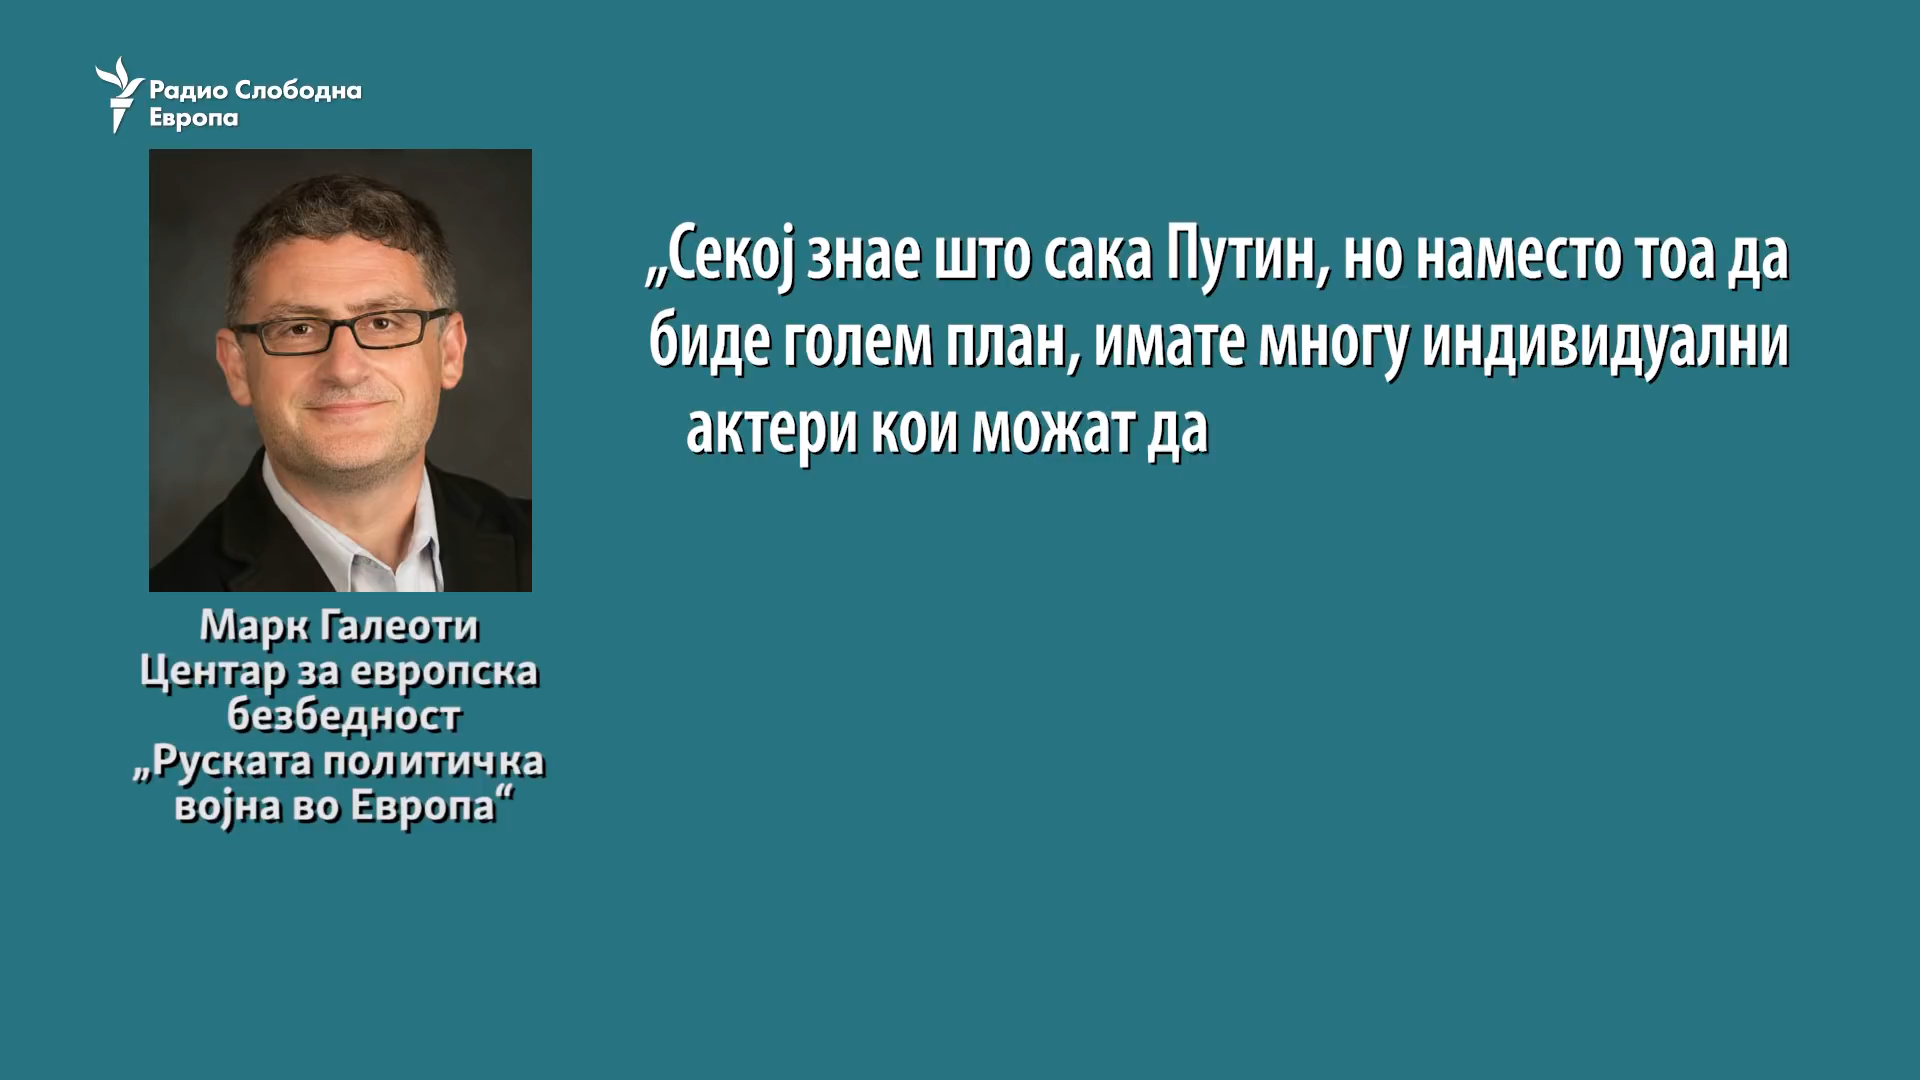 Радио Слободна
Европа
„Секој знае што сака Путин, но наместо тоа да
биде голем план, имате многу индивидуални
актери кои можат да
Марк Галеоти
Центар за европска
безбедност
„Руската политичка
војна во Европа“